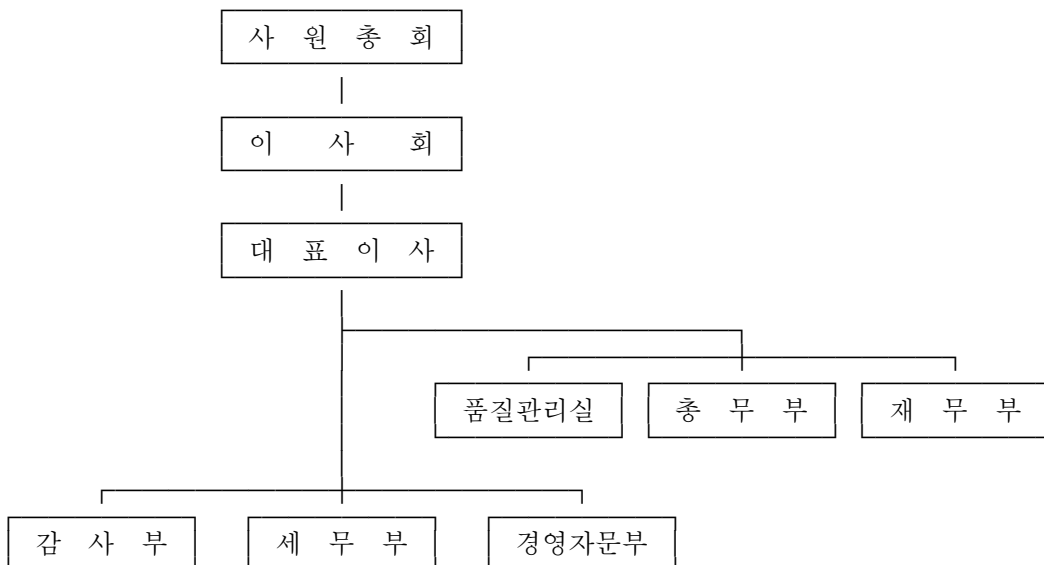 사 원 총 회
이 사 회
대 표 이 사
품질관리실 총 무 부 재 무 부
감 사 부 세 무 부 경영자문부